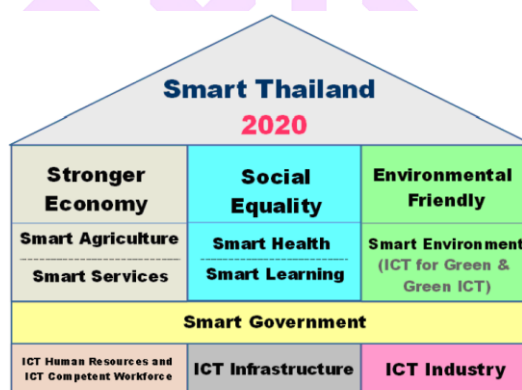 Smart Thailand
2020
Stronger
Economy
Social
Equality
Environmental
Friendly
Smart Agriculture
Smart Services
Smart Health
Smart Learning
Smart Environment
(ICT for Green &
Green ICT)
Smart Government
ICT Human Resources and
ICT Competent Workforce
ICT Infrastructure
ICT Industry